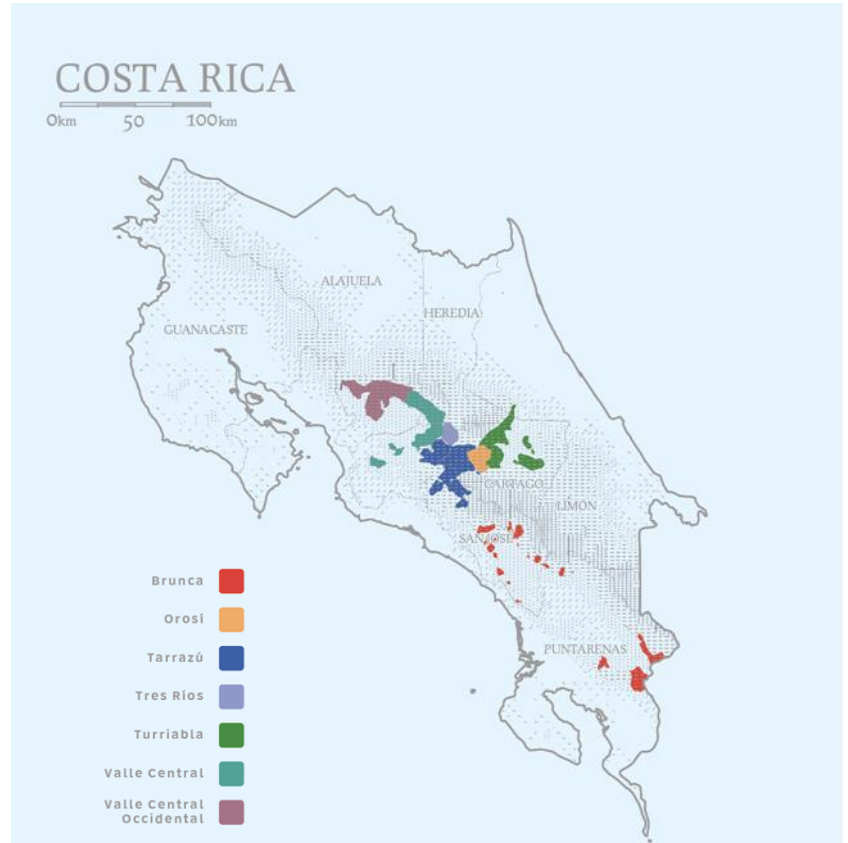 COSTA RICA
0km 50 100km
ALAJUELA
HEREDIA
GUANACASTE
CARTAGO
LIMÓN
SAN JOSE
PUNTARENAS
Brunca
Orosi
Tarrazú
Tres Ríos
Turriabla
Valle Central
Valle Central
Occidental